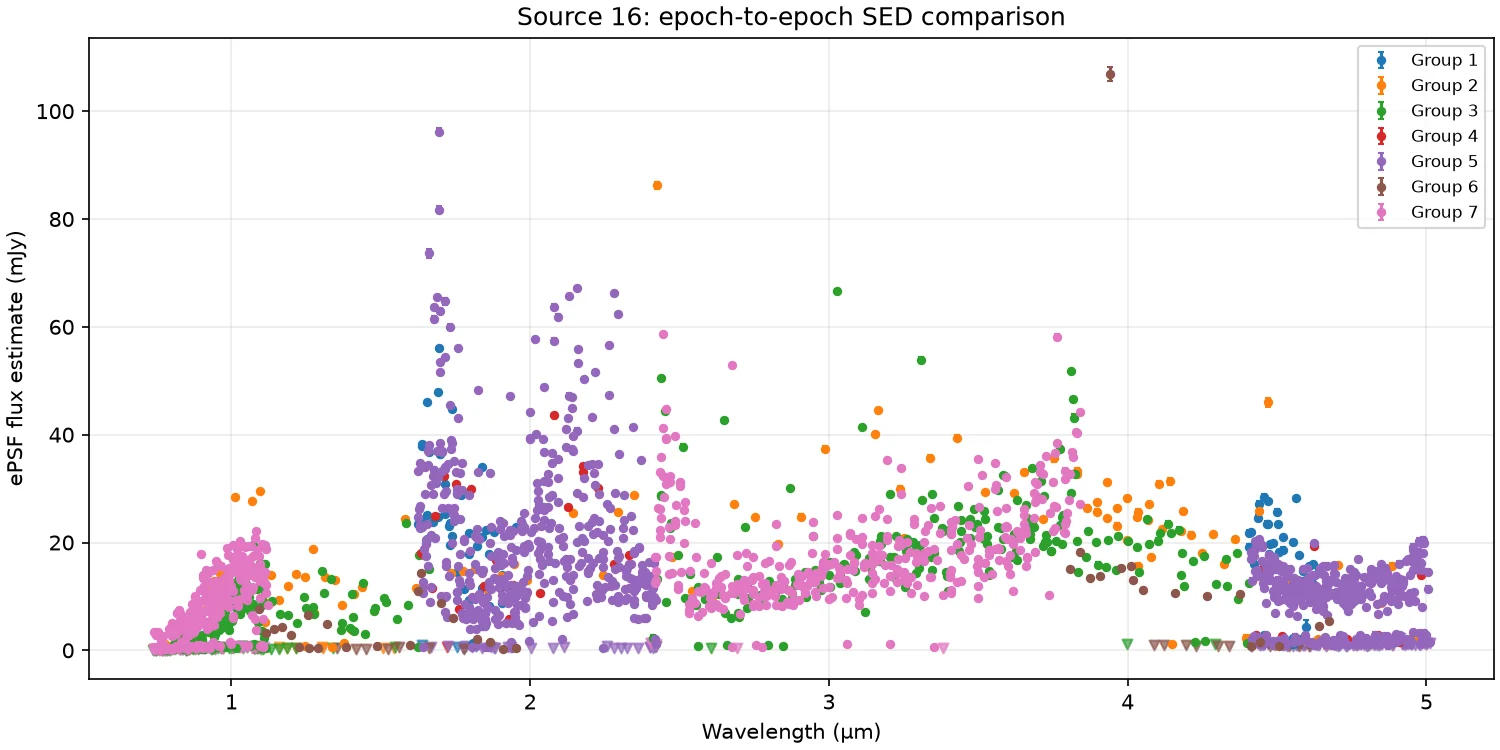 Source 16: epoch-to-epoch SED comparison
ePSF flux estimate (mJy)
100
80
60
40
20
0
Group 1
Group 2
Group 3
Group 4
Group 5
Group 6
Group 7
1 2 3 4 5
Wavelength (μm)